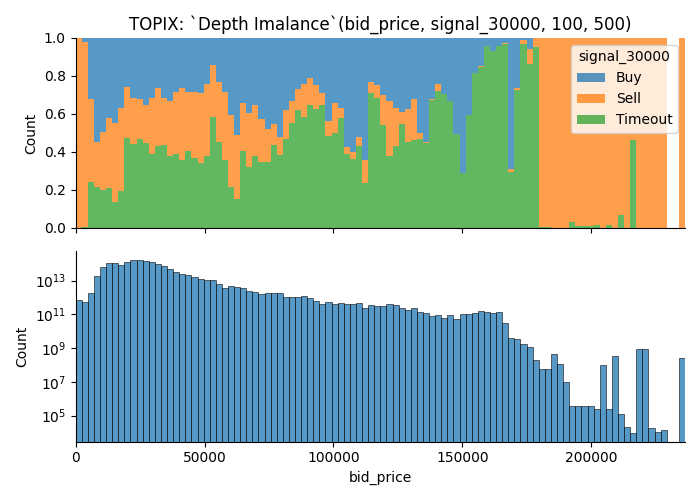 TOPIX: `Depth Imalance`(bid_price, signal_30000, 100, 500)
1.0
0.8
0.6
0.4
0.2
0.0
Count
signal_30000
Buy
Sell
Timeout
10^13
10^11
10^9
10^7
10^5
Count
0
50000
100000
150000
200000
bid_price